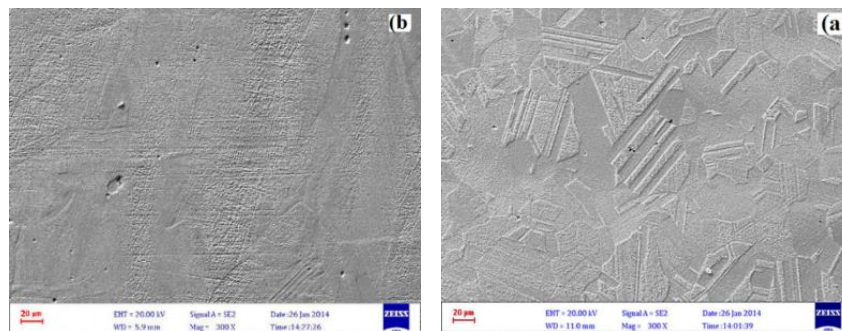 (b)
20 μm
EHT = 20.00 kV
Signal A = SE2
Date :26 Jan 2014
ZEISS
WD = 5.9 mm
Mag = 300 X
Time :14:27:26
(a)
20 μm
EHT = 20.00 kV
Signal A = SE2
Date :26 Jan 2014
ZEISS
WD = 11.0 mm
Mag = 300 X
Time :14:01:39